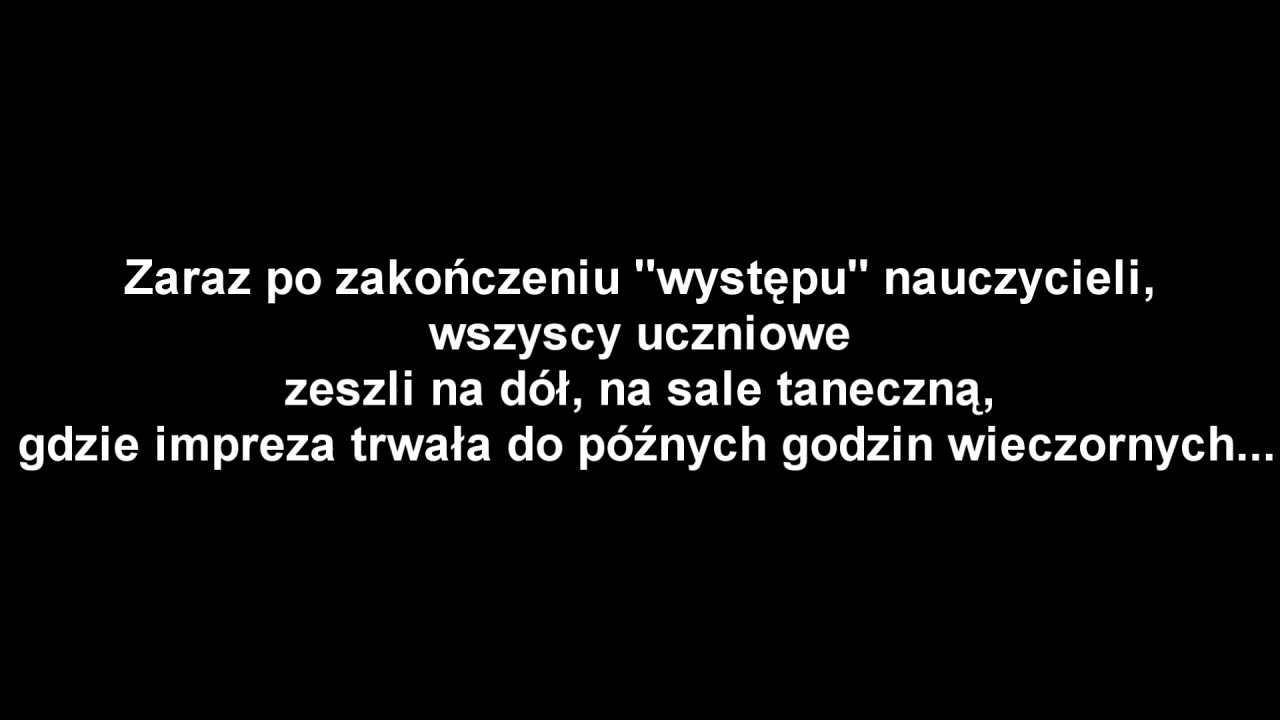 Zaraz po zakończeniu "występu" nauczycieli,
wszyscy uczniowe
zeszli na dół, na sale taneczną,
gdzie impreza trwała do późnych godzin wieczornych...